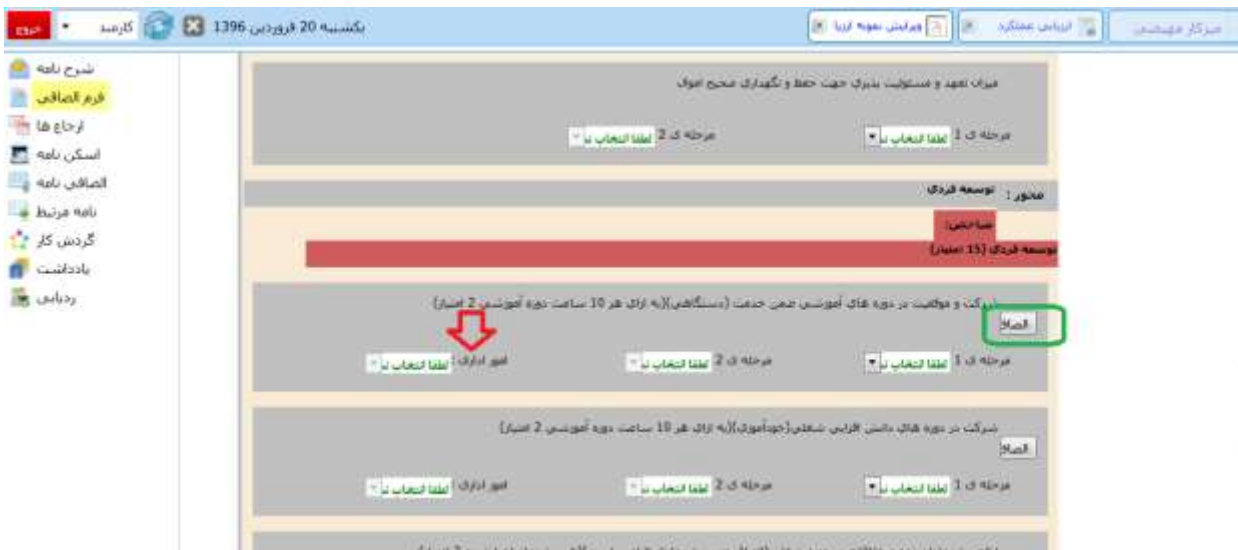 میزکار مهندسی
ارزیابی عملکرد
ویرایش نمونه ارزیا
یکشنبه 20 فروردین 1396
کارمند
خروج
شرح نامه
فرم الصاقی
ارجاع ها
اسکن نامه
الصاقی نامه
نامه مرتبط
گردش کار
یادداشت
ردیابی
میزان تعهد و مسئولیت پذیری جهت حفظ و نگهداری صحیح اموال
مرحله ی 1 لطفا انتخاب ن مرحله ی 2 لطفا انتخاب ن
محور : توسعه فردی
شاخص:
توسعه فردی (15 امتیاز)
شرکت و موفقیت در دوره های آموزشی ضمن خدمت (دستگاهی)(به ازای هر 10 ساعت دوره آموزشی 2 امتیاز)
الصاق
مرحله ی 1 لطفا انتخاب ن مرحله ی 2 لطفا انتخاب ن امور اداری : لطفا انتخاب ن
شرکت در دوره های دانش افزایی شغلی(خودآموزی)(به ازای هر 10 ساعت دوره آموزشی 2 امتیاز)
الصاق
مرحله ی 1 لطفا انتخاب ن مرحله ی 2 لطفا انتخاب ن امور اداری : لطفا انتخاب ن